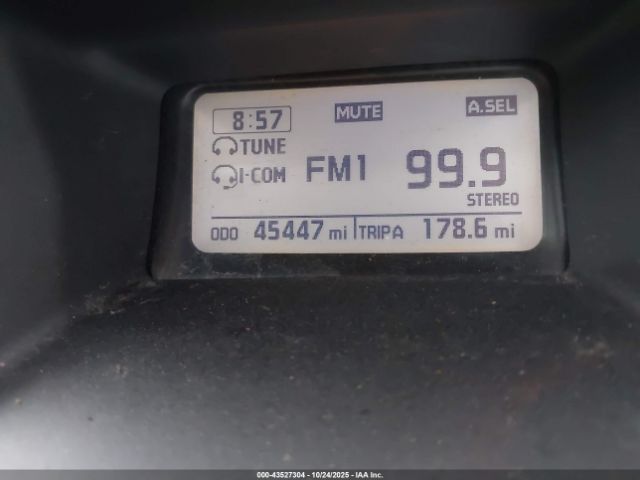 8:57 MUTE A.SEL
TUNE
I-COM FM1 99.9
STEREO
ODO 45447 mi TRIP A 178.6 mi
000-43527304 - 10/24/2025 - © IAA Inc.